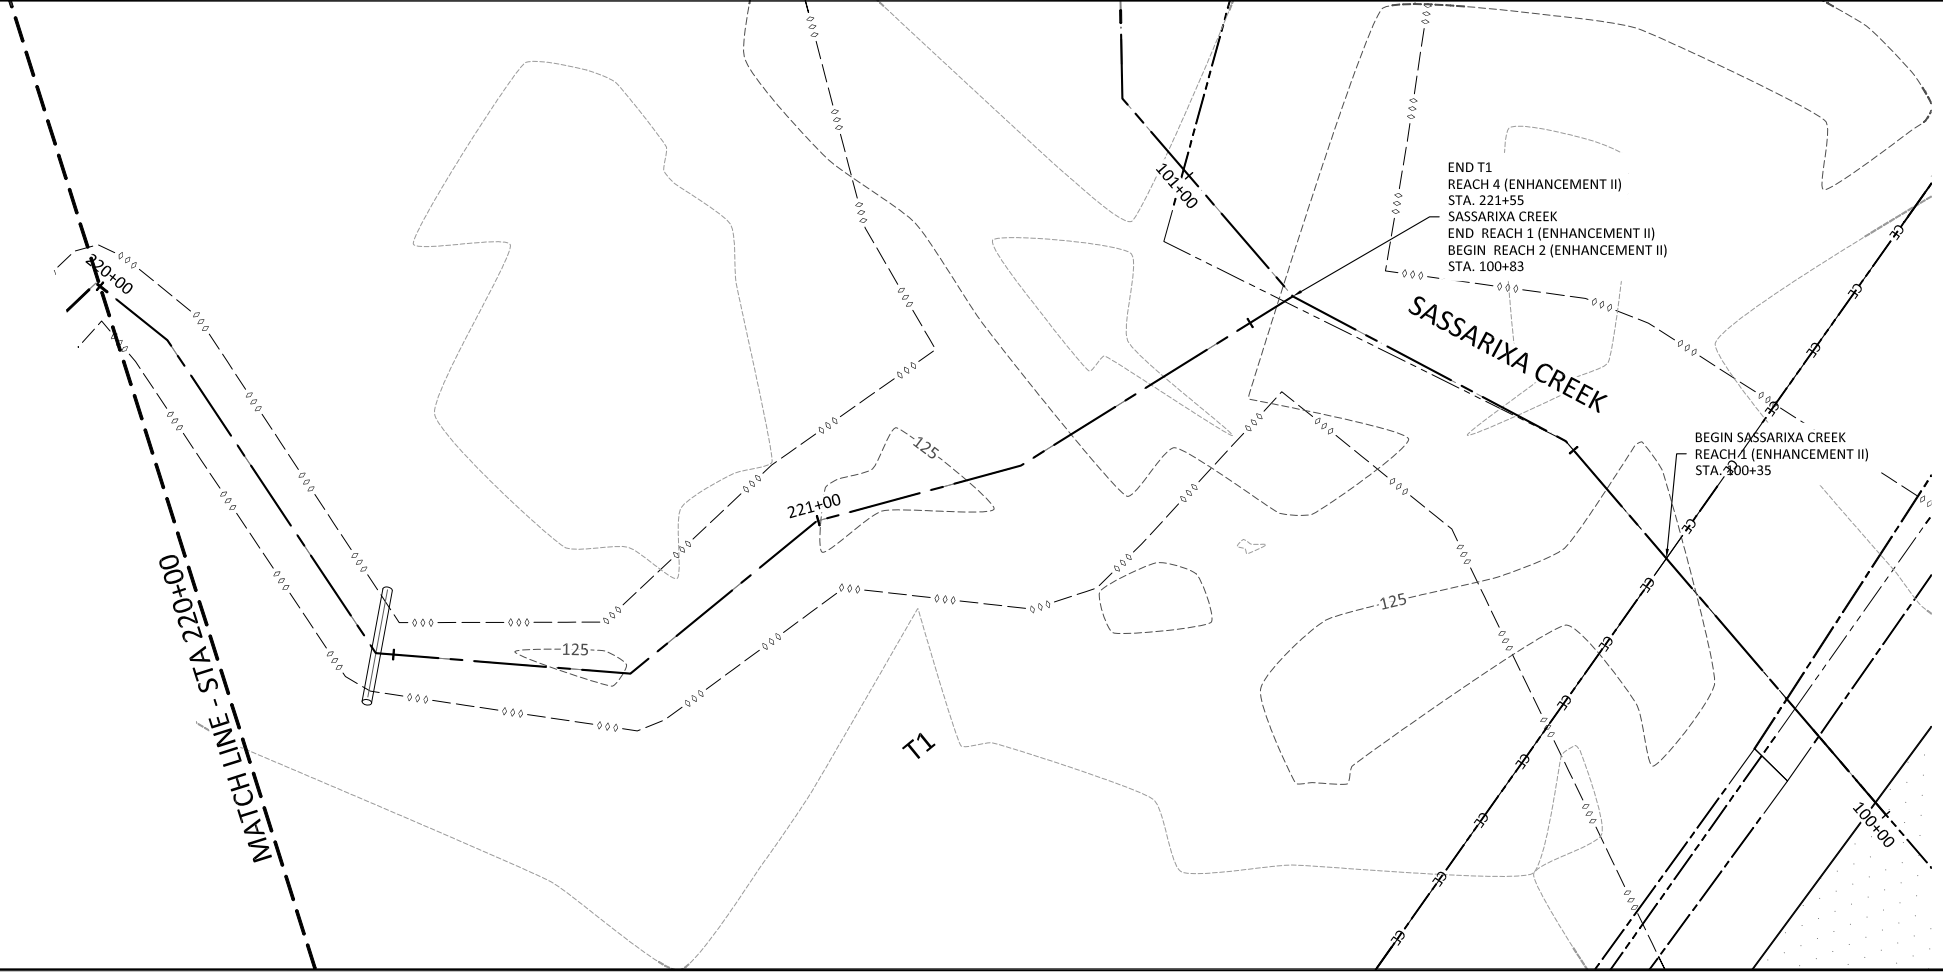 101+00
END T1
REACH 4 (ENHANCEMENT II)
STA. 221+55
SASSARIXA CREEK
END REACH 1 (ENHANCEMENT II)
BEGIN REACH 2 (ENHANCEMENT II)
STA. 100+83
220+00
SASSARIXA CREEK
BEGIN SASSARIXA CREEK
REACH 1 (ENHANCEMENT II)
STA. 100+35
125
221+00
125
125
MATCH LINE - STA 220+00
T1
100+00